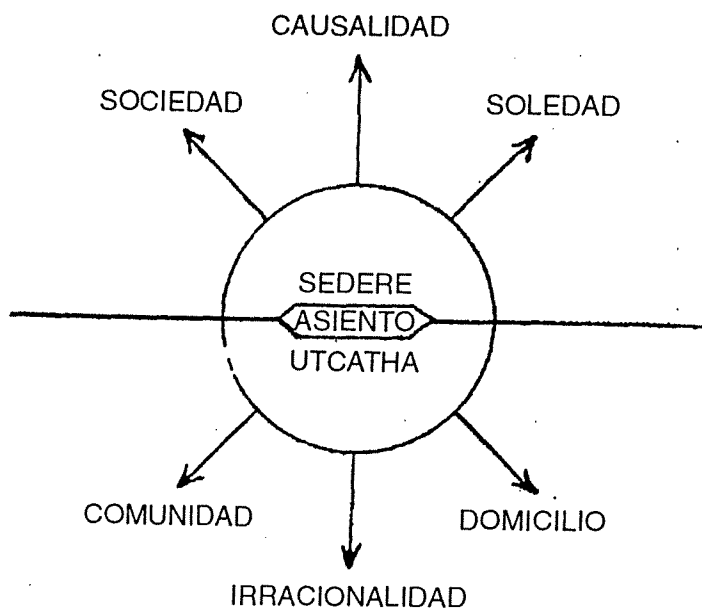 CAUSALIDAD
SOCIEDAD
SOLEDAD
SEDERE
ASIENTO
UTCATHA
COMUNIDAD
DOMICILIO
IRRACIONALIDAD